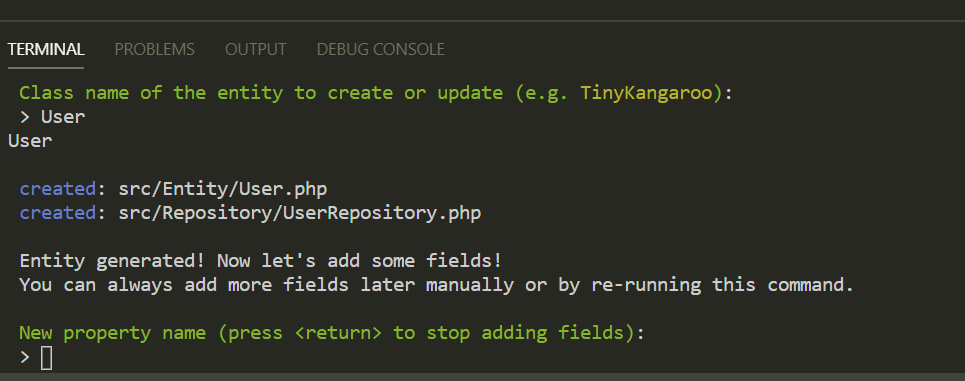 TERMINAL PROBLEMS OUTPUT DEBUG CONSOLE
Class name of the entity to create or update (e.g. TinyKangaroo):
> User
User
created: src/Entity/User.php
created: src/Repository/UserRepository.php
Entity generated! Now let's add some fields!
You can always add more fields later manually or by re-running this command.
New property name (press <return> to stop adding fields):
>